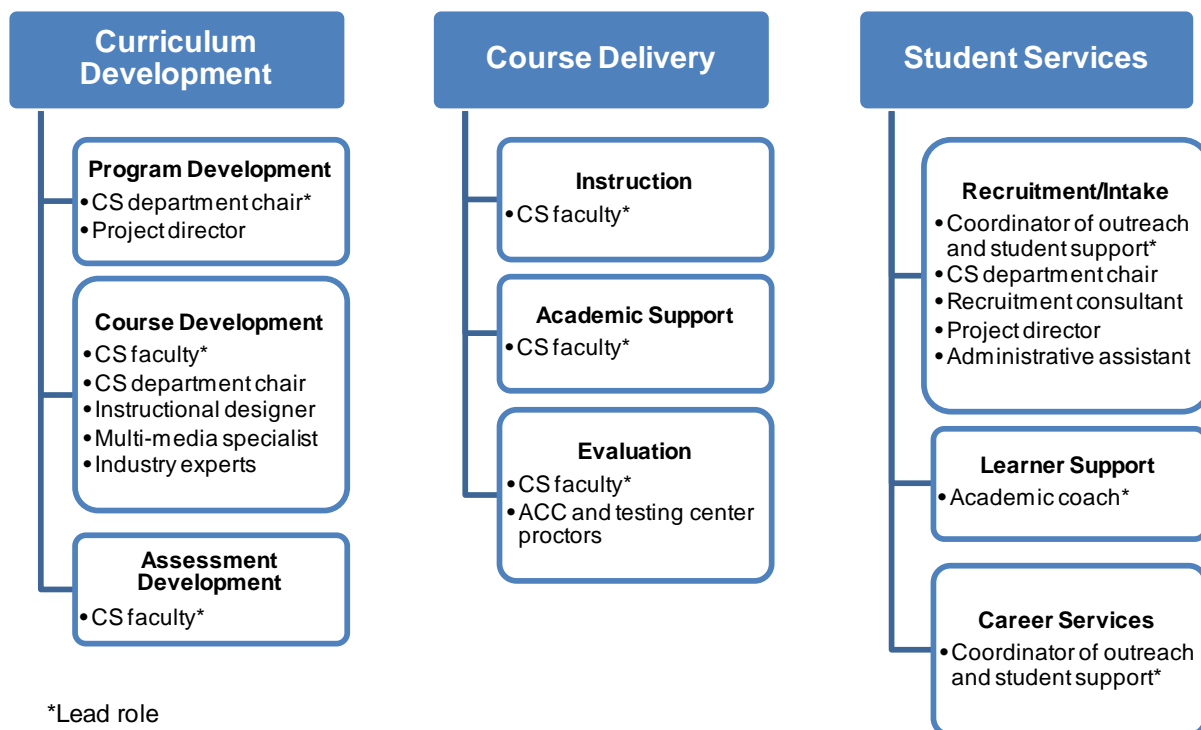 Curriculum
Development
Program Development
•CS department chair*
•Project director
Course Development
•CS faculty*
•CS department chair
•Instructional designer
•Multi-media specialist
•Industry experts
Assessment
Development
•CS faculty*
Course Delivery
Instruction
•CS faculty*
Academic Support
•CS faculty*
Evaluation
•CS faculty*
•ACC and testing center
proctors
Student Services
Recruitment/Intake
•Coordinator of outreach
and student support*
•CS department chair
•Recruitment consultant
•Project director
•Administrative assistant
Learner Support
•Academic coach*
Career Services
•Coordinator of outreach
and student support*
*Lead role